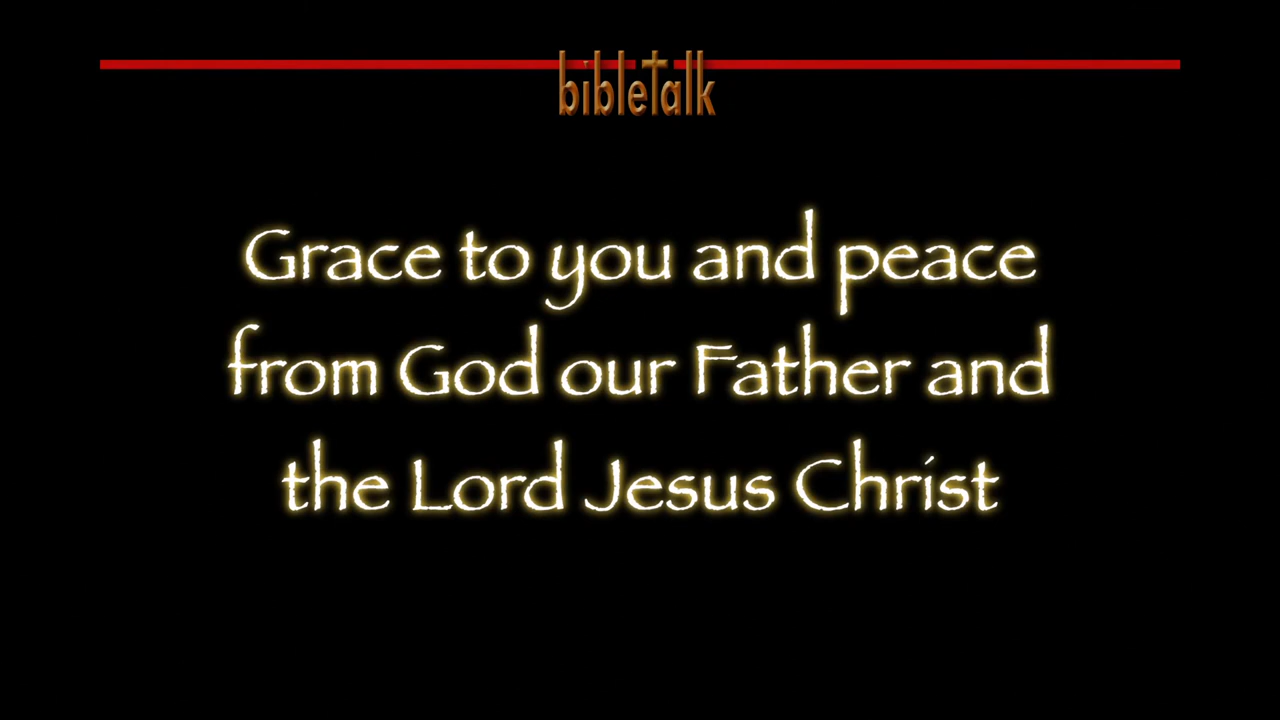 bibleTalk
Grace to you and peace
from God our Father and
the Lord Jesus Christ